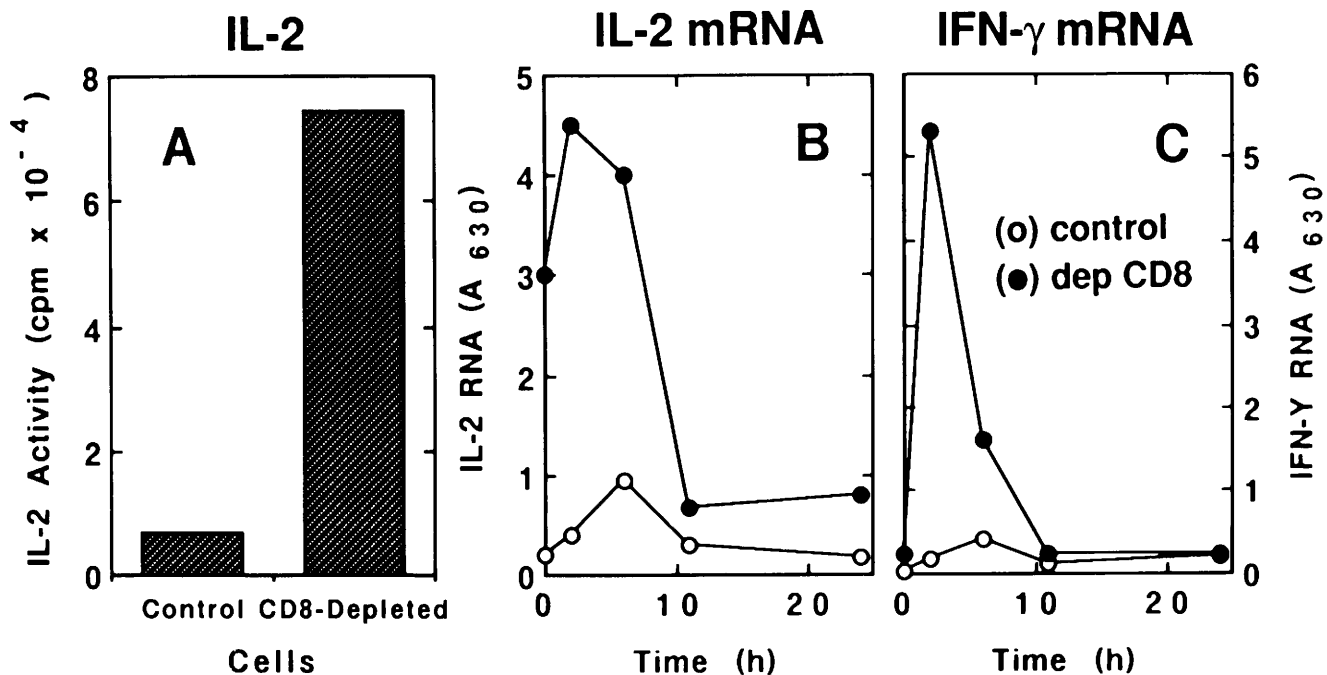 IL-2
IL-2 mRNA
IFN-γ mRNA
A
IL-2 Activity (cpm x 10⁻⁴)
8
6
4
2
0
Control CD8-Depleted
Cells
B
IL-2 RNA (A 630)
5
4
3
2
1
0
0 10 20
Time (h)
C
(o) control
(●) dep CD8
6
5
4
3
2
1
0
IFN-γ RNA (A 630)
0 10 20
Time (h)